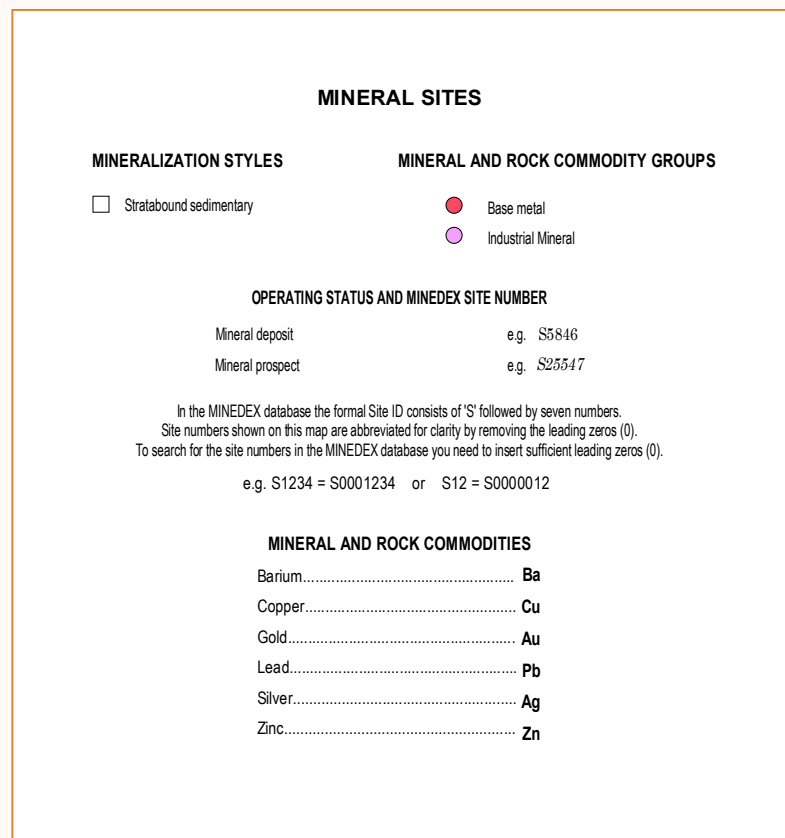 MINERAL SITES
MINERALIZATION STYLES
Stratabound sedimentary
MINERAL AND ROCK COMMODITY GROUPS
Base metal
Industrial Mineral
OPERATING STATUS AND MINEDEX SITE NUMBER
Mineral deposit e.g. S5846
Mineral prospect e.g. S25547
In the MINEDEX database the formal Site ID consists of 'S' followed by seven numbers.
Site numbers shown on this map are abbreviated for clarity by removing the leading zeros (0).
To search for the site numbers in the MINEDEX database you need to insert sufficient leading zeros (0).
e.g. S1234 = S0001234 or S12 = S0000012
MINERAL AND ROCK COMMODITIES
Barium.................................................... Ba
Copper.................................................... Cu
Gold........................................................ Au
Lead........................................................ Pb
Silver....................................................... Ag
Zinc......................................................... Zn